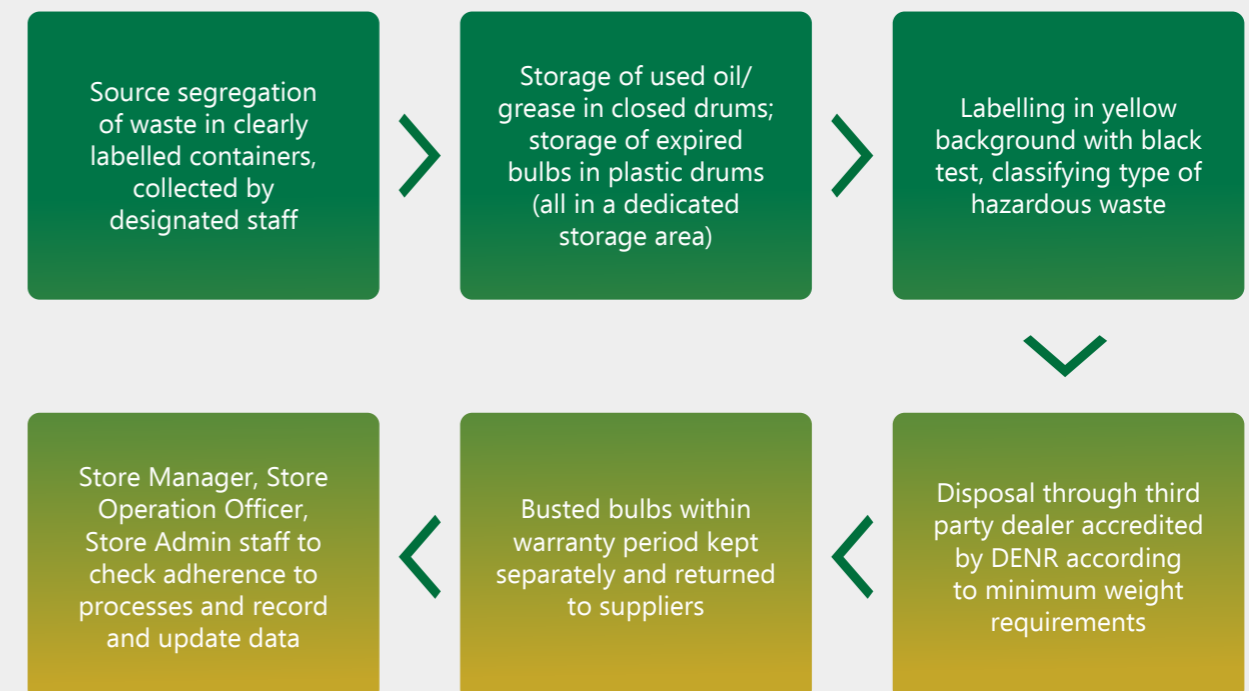 Source segregation
of waste in clearly
labelled containers,
collected by
designated staff
Storage of used oil/
grease in closed drums;
storage of expired
bulbs in plastic drums
(all in a dedicated
storage area)
Labelling in yellow
background with black
test, classifying type of
hazardous waste
Disposal through third
party dealer accredited
by DENR according
to minimum weight
requirements
Busted bulbs within
warranty period kept
separately and returned
to suppliers
Store Manager, Store
Operation Officer,
Store Admin staff to
check adherence to
processes and record
and update data